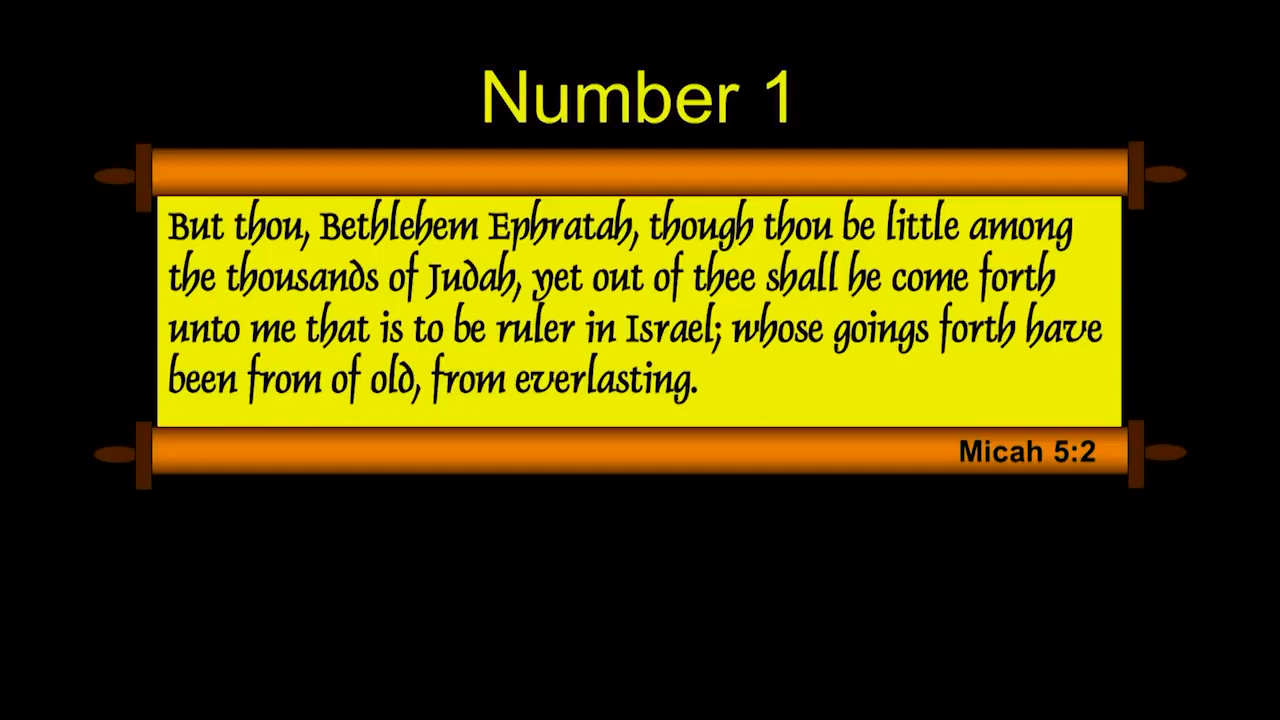 Number 1
But thou, Bethlehem Ephratah, though thou be little among
the thousands of Judah, yet out of thee shall he come forth
unto me that is to be ruler in Israel; whose goings forth have
been from of old, from everlasting.
Micah 5:2